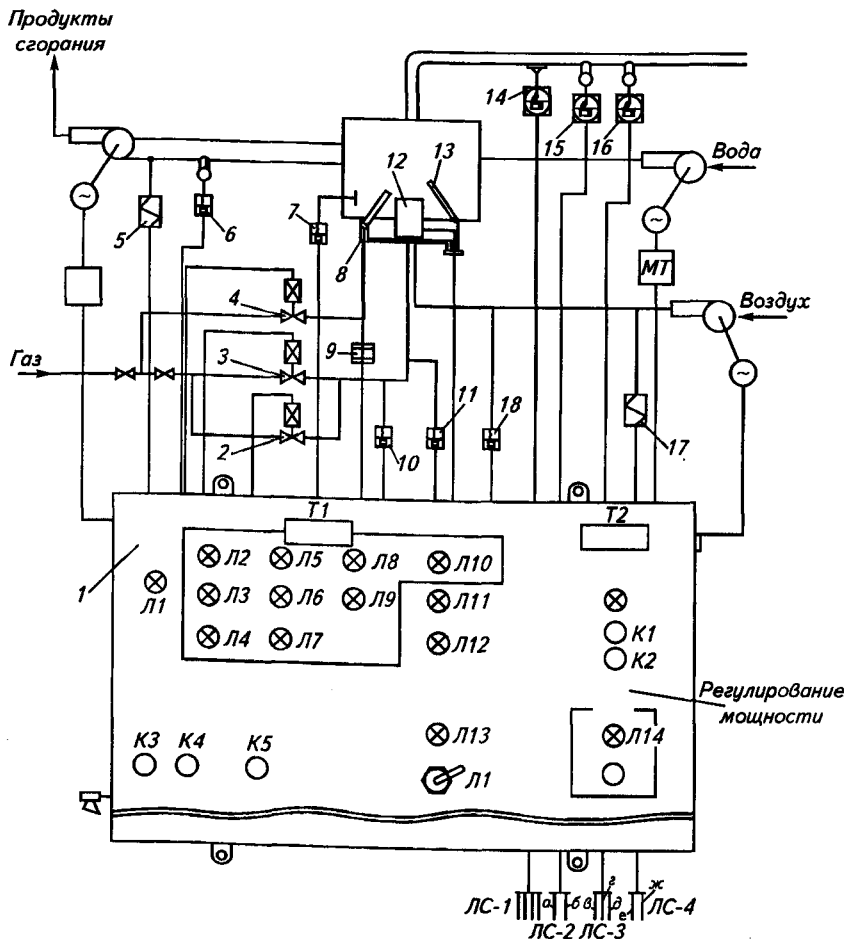 Продукты
сгорания
14
15
16
12
13
Вода
5
6
7
8
МТ
4
Воздух
Газ
3
9
2
10
11
18
17
Т1
Т2
1
Л1
Л2
Л5
Л8
Л10
Л3
Л6
Л9
Л11
Л4
Л7
Л12
К1
К2
Регулирование
мощности
Л13
Л14
К3
К4
К5
Л1
ЛС-1
а
б
в
г
д
е
ж
ЛС-4
ЛС-2
ЛС-3